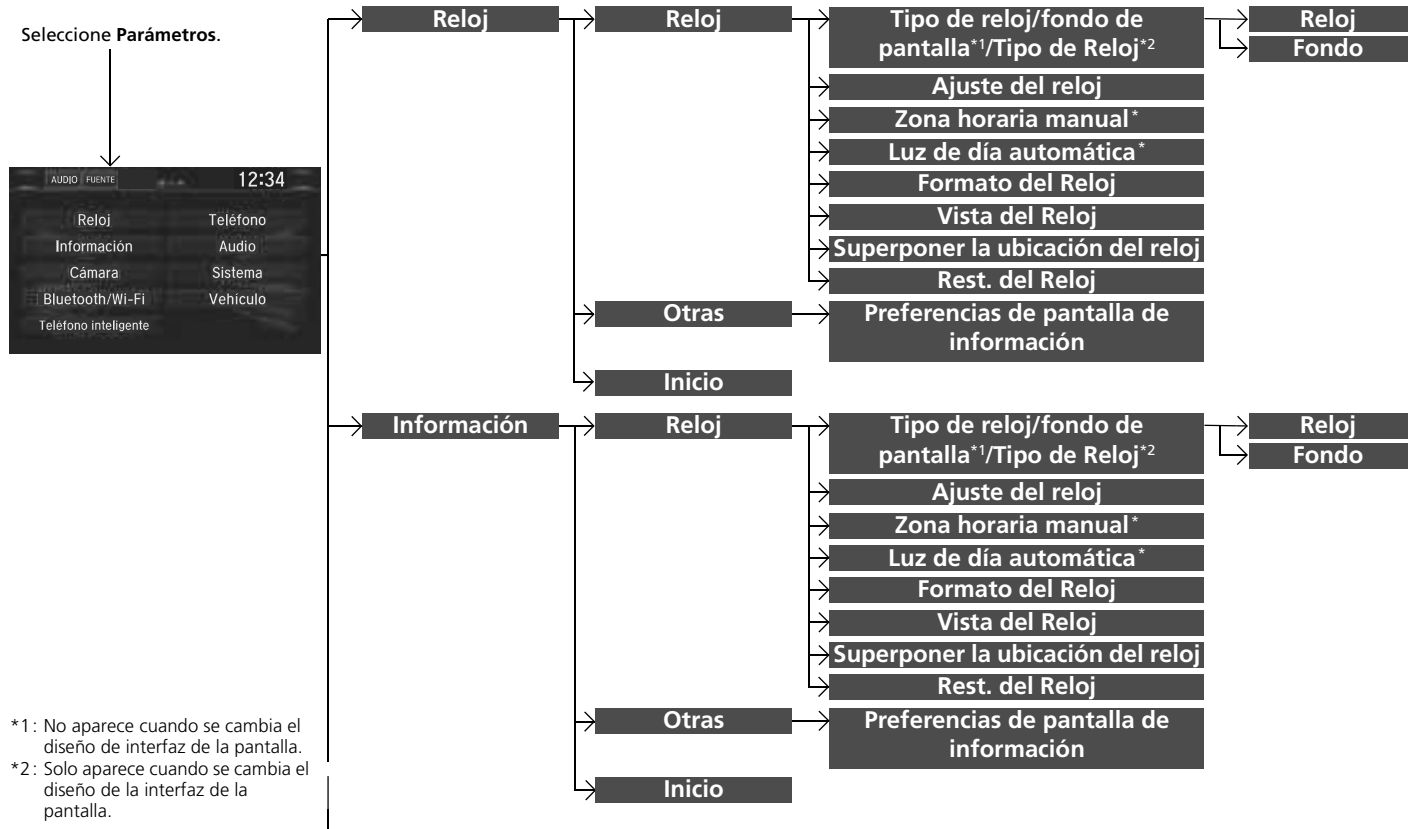 Seleccione Parámetros.
AUDIO FUENTE 12:34
Reloj Teléfono
Información Audio
Cámara Sistema
Bluetooth/Wi-Fi Vehículo
Teléfono inteligente
Reloj
Reloj
Tipo de reloj/fondo de
pantalla*1/Tipo de Reloj*2
Reloj
Fondo
Ajuste del reloj
Zona horaria manual*
Luz de día automática*
Formato del Reloj
Vista del Reloj
Superponer la ubicación del reloj
Rest. del Reloj
Otras
Preferencias de pantalla de
información
Inicio
Información
Reloj
Tipo de reloj/fondo de
pantalla*1/Tipo de Reloj*2
Reloj
Fondo
Ajuste del reloj
Zona horaria manual*
Luz de día automática*
Formato del Reloj
Vista del Reloj
Superponer la ubicación del reloj
Rest. del Reloj
Otras
Preferencias de pantalla de
información
Inicio
*1: No aparece cuando se cambia el
diseño de interfaz de la pantalla.
*2: Solo aparece cuando se cambia el
diseño de la interfaz de la
pantalla.